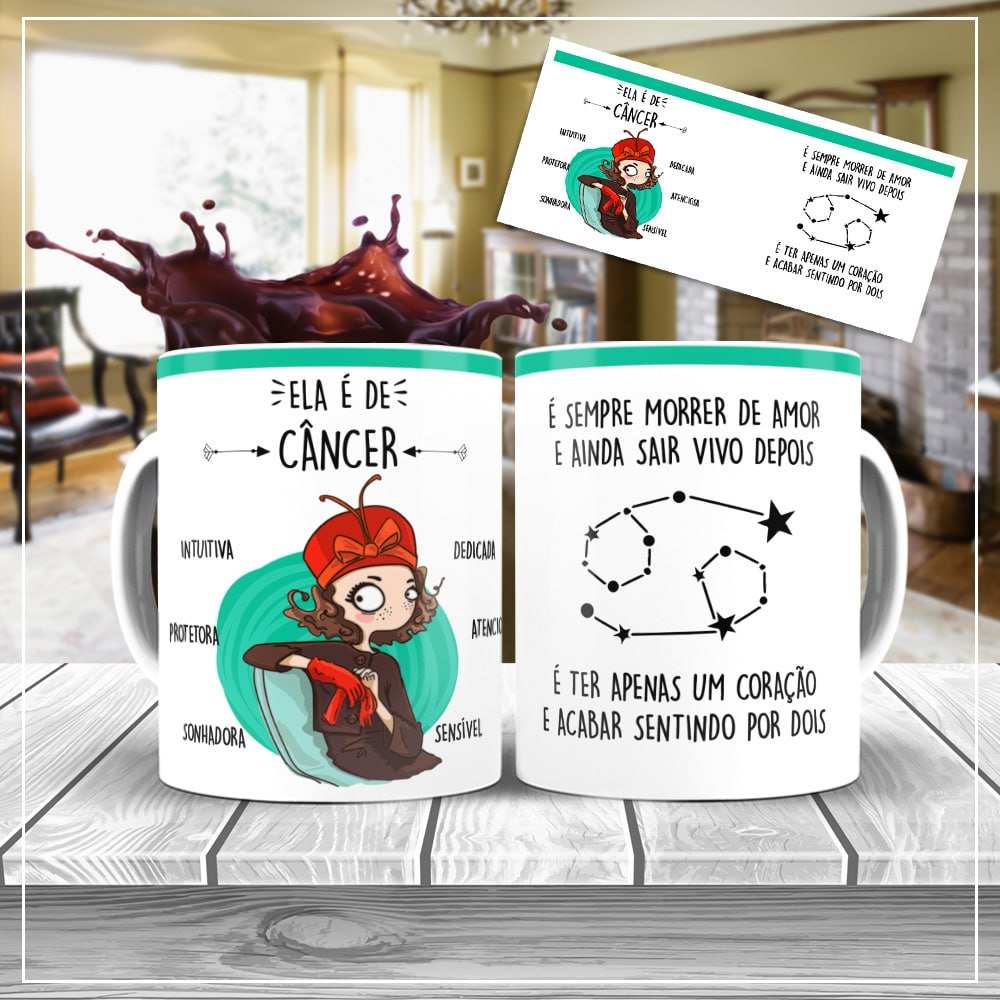 ELA É DE
CÂNCER
INTUITIVA
DEDICADA
PROTETORA
ATENCIOSA
SONHADORA
SENSÍVEL
É SEMPRE MORRER DE AMOR
E AINDA SAIR VIVO DEPOIS
É TER APENAS UM CORAÇÃO
E ACABAR SENTINDO POR DOIS
ELA É DE
CÂNCER
INTUITIVA
DEDICADA
PROTETORA
ATENCIO
SONHADORA
SENSÍVEL
É SEMPRE MORRER DE AMOR
E AINDA SAIR VIVO DEPOIS
É TER APENAS UM CORAÇÃO
E ACABAR SENTINDO POR DOIS